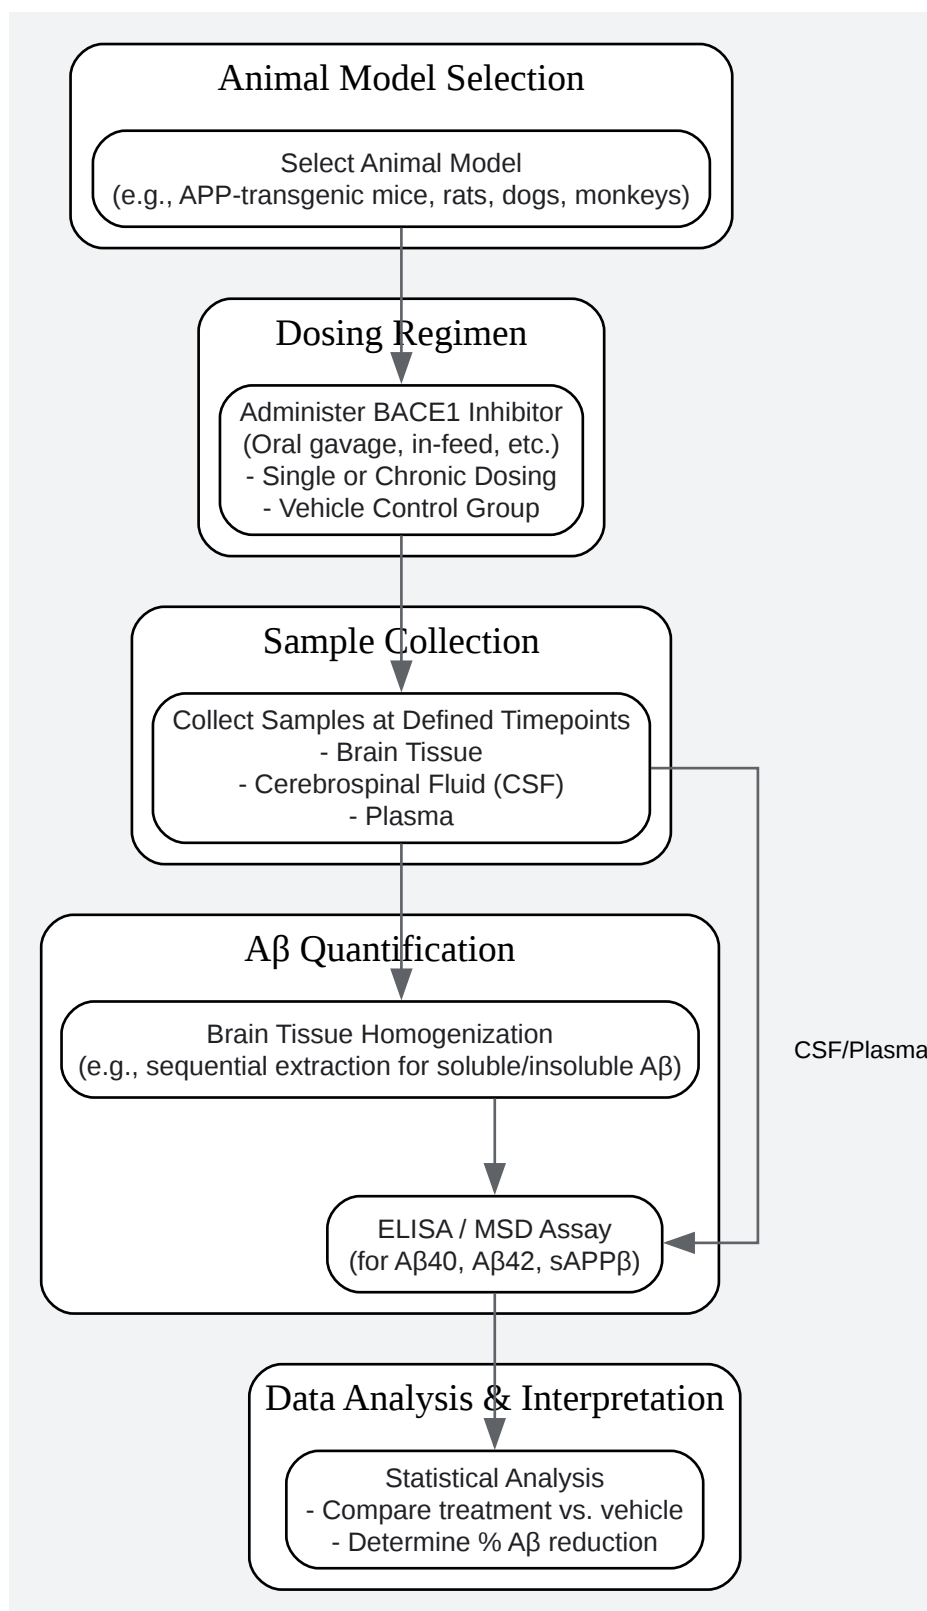 Animal Model Selection
Select Animal Model
(e.g., APP-transgenic mice, rats, dogs, monkeys)
Dosing Regimen
Administer BACE1 Inhibitor
(Oral gavage, in-feed, etc.)
- Single or Chronic Dosing
- Vehicle Control Group
Sample Collection
Collect Samples at Defined Timepoints
- Brain Tissue
- Cerebrospinal Fluid (CSF)
- Plasma
Aβ Quantification
Brain Tissue Homogenization
(e.g., sequential extraction for soluble/insoluble Aβ)
CSF/Plasma
ELISA / MSD Assay
(for Aβ40, Aβ42, sAPPβ)
Data Analysis & Interpretation
Statistical Analysis
- Compare treatment vs. vehicle
- Determine % Aβ reduction